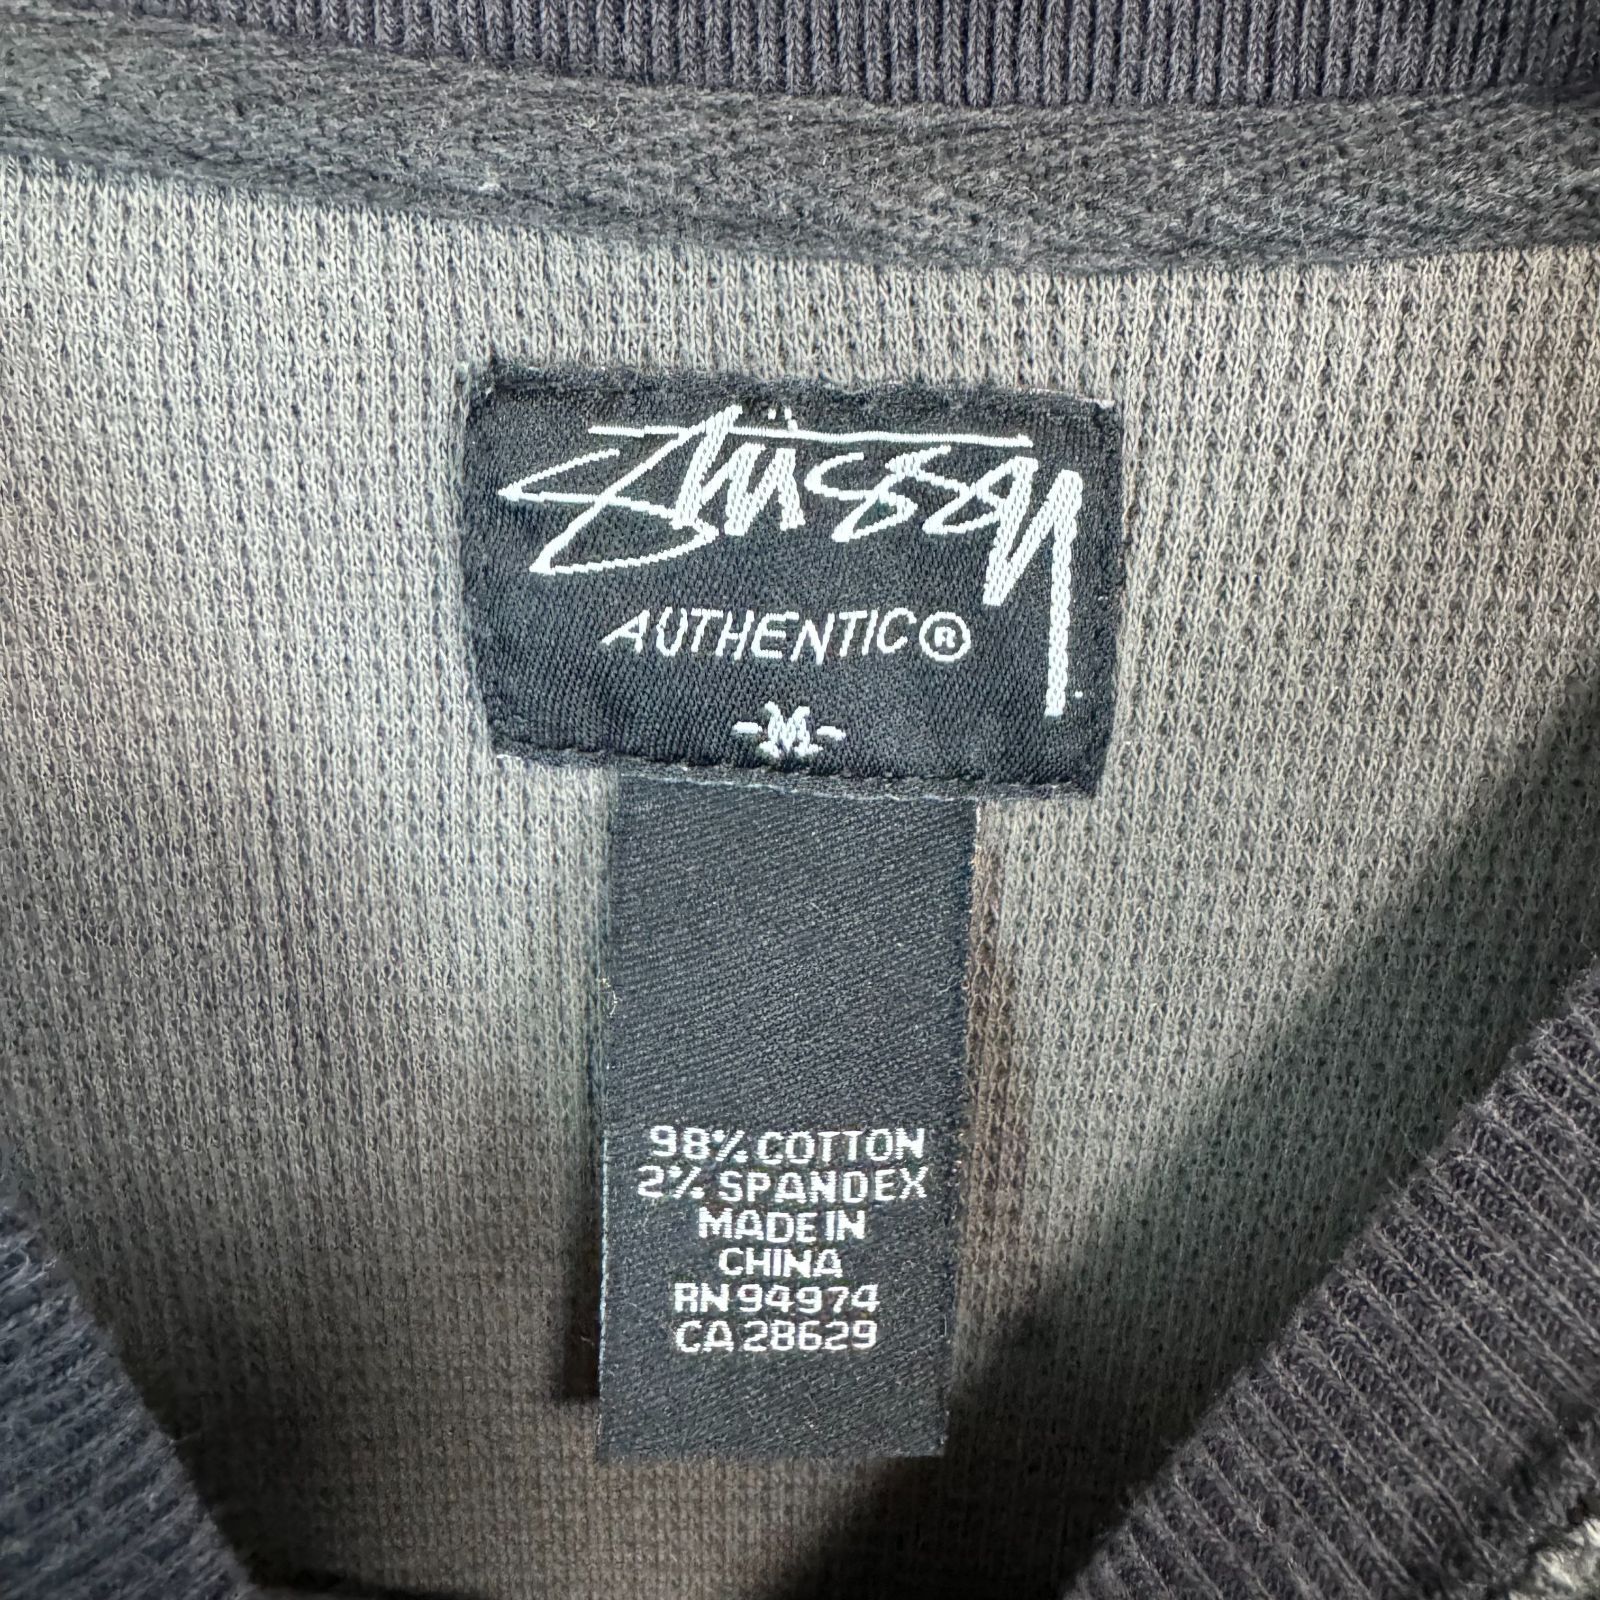 Stüssy
AUTHENTIC®
-M-
98% COTTON
2% SPANDEX
MADE IN
CHINA
RN 94974
CA 28629